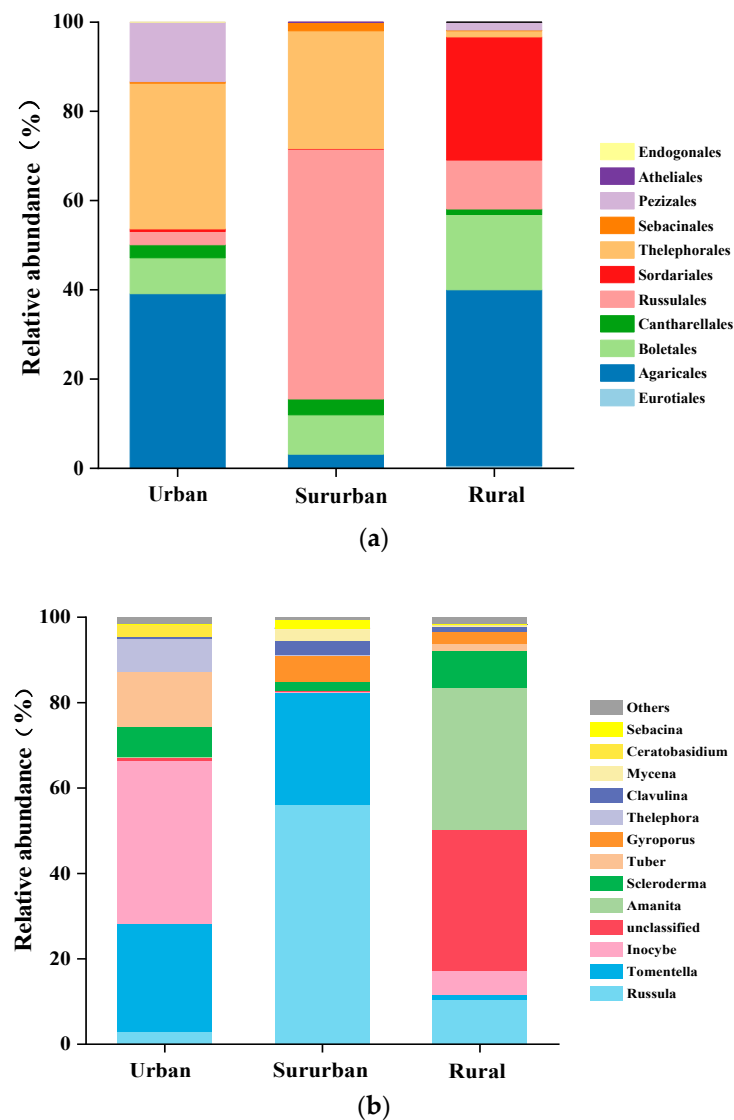 Relative abundance (%)
100
80
60
40
20
0
Urban
Sururban
Rural
Endogonales
Atheliales
Pezizales
Sebacinales
Thelephorales
Sordariales
Russulales
Cantharellales
Boletales
Agaricales
Eurotiales
(a)
Relative abundance (%)
100
80
60
40
20
0
Urban
Sururban
Rural
Others
Sebacina
Ceratobasidium
Mycena
Clavulina
Thelephora
Gyroporus
Tuber
Scleroderma
Amanita
unclassified
Inocybe
Tomentella
Russula
(b)